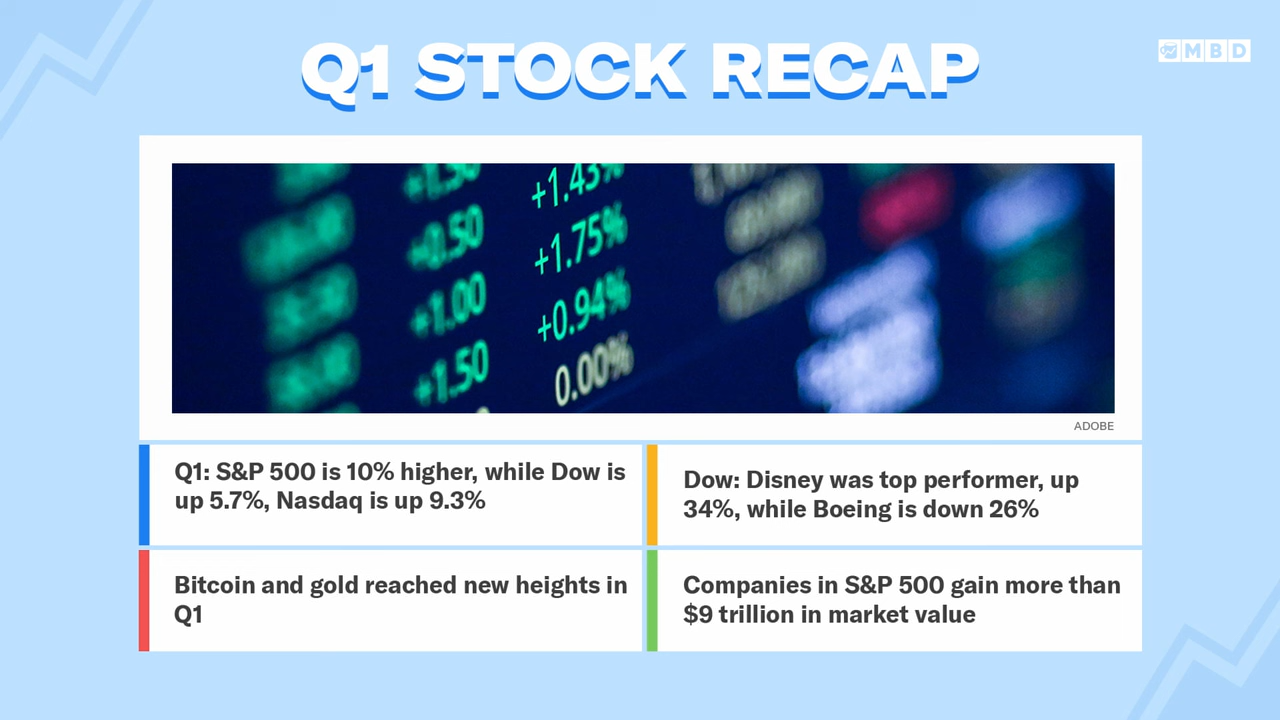 Q1 STOCK RECAP
MBD
+1.43%
+0.50
+1.75%
+1.00
+0.94%
+1.50
0.00%
ADOBE
Q1: S&P 500 is 10% higher, while Dow is
up 5.7%, Nasdaq is up 9.3%
Dow: Disney was top performer, up
34%, while Boeing is down 26%
Bitcoin and gold reached new heights in
Q1
Companies in S&P 500 gain more than
$9 trillion in market value